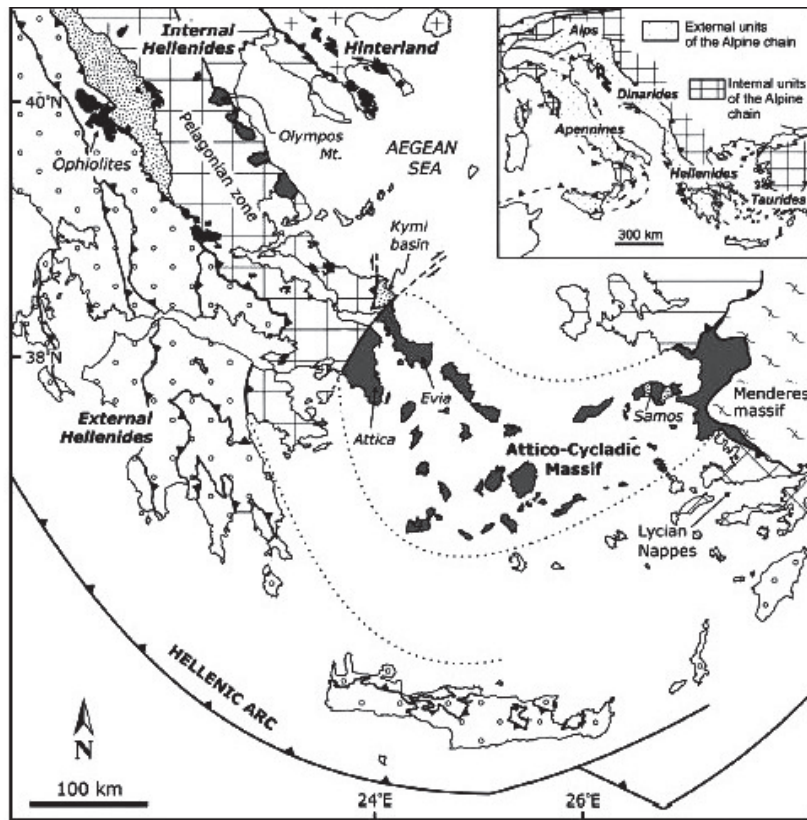 Internal
Hellenides
Hinterland
40°N
Ophiolites
Pelagonian zone
Olympos
Mt.
AEGEAN
SEA
Kymi
basin
Alps
External units
of the Alpine chain
Internal units
of the Alpine
chain
Dinarides
Apennines
Hellenides
Taurides
300 km
38°N
External
Hellenides
Attica
Evia
Samos
Menderes
massif
Attico-Cycladic
Massif
Lycian
Nappes
HELLENIC ARC
N
100 km
24°E
26°E